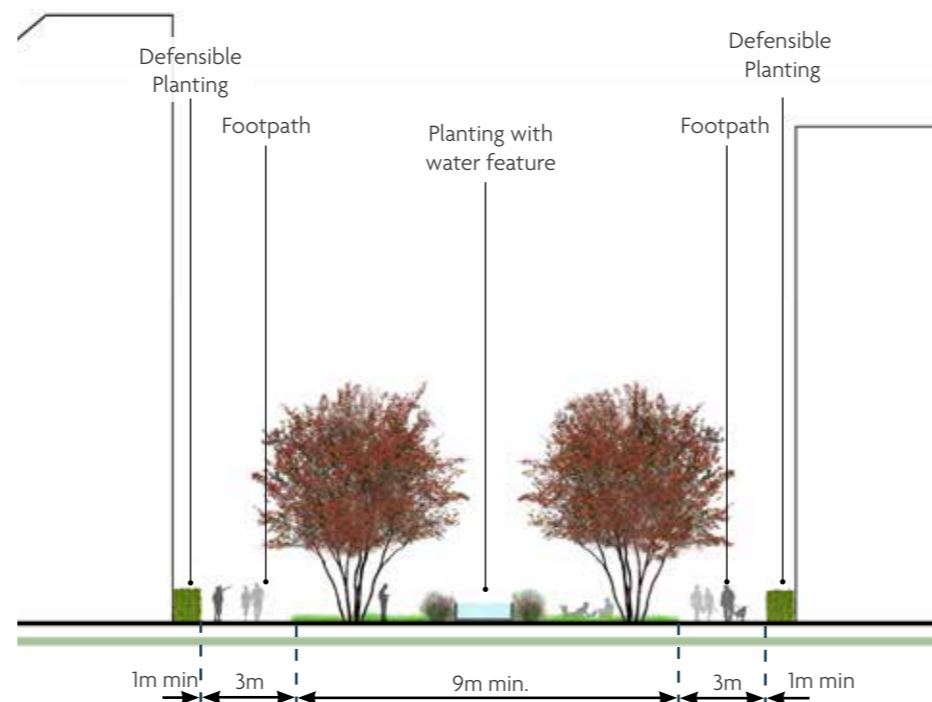 Defensible
Planting
Footpath
Planting with
water feature
Footpath
Defensible
Planting
1m min
3m
9m min.
3m
1m min